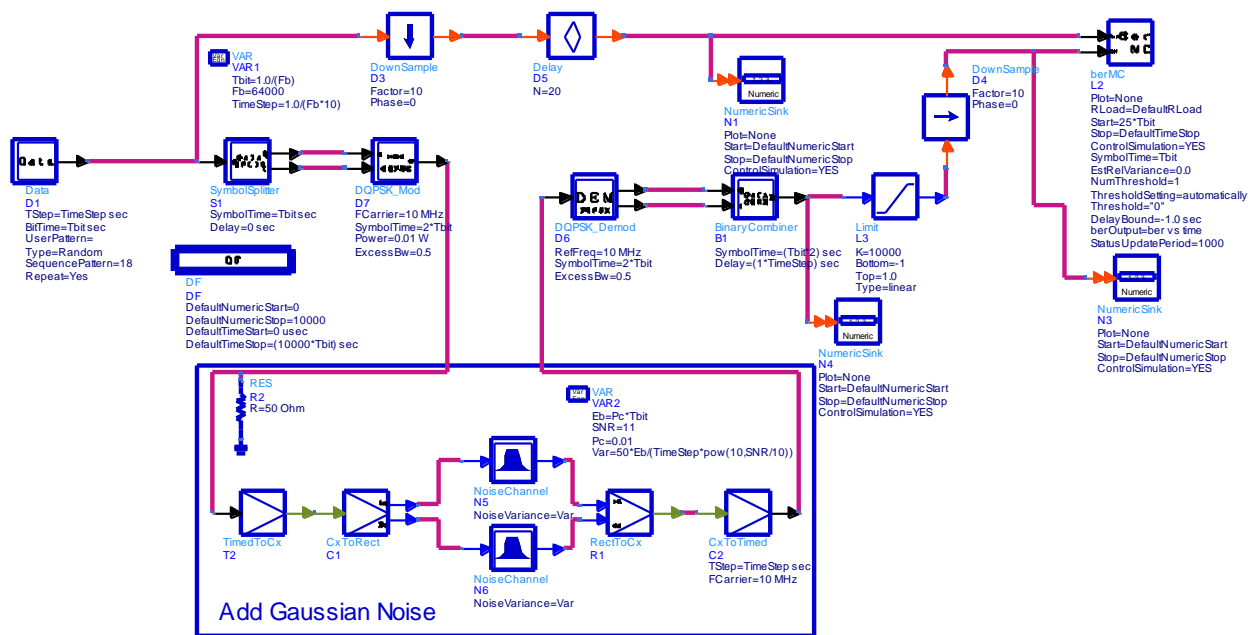 VAR
VAR1
Tbit=1.0/(Fb)
Fb=64000
TimeStep=1.0/(Fb*10)
DownSample
D3
Factor=10
Phase=0
Delay
D5
N=20
Numeric
NumericSink
N1
Plot=None
Start=DefaultNumericStart
Stop=DefaultNumericStop
ControlSimulation=YES
DownSample
D4
Factor=10
Phase=0
berMC
L2
Plot=None
RLoad=DefaultRLoad
Start=25*Tbit
Stop=DefaultTimeStop
ControlSimulation=YES
SymbolTime=Tbit
EstRelVariance=0.0
NumThreshold=1
ThresholdSetting=automatically
Threshold="0"
DelayBound=-1.0 sec
berOutput=ber vs time
StatusUpdatePeriod=1000
Data
Data
D1
TStep=TimeStep sec
BitTime=Tbit sec
UserPattern=
Type=Random
SequencePattern=18
Repeat=Yes
SymbolSplitter
S1
SymbolTime=Tbit sec
Delay=0 sec
DQPSK_Mod
D7
FCarrier=10 MHz
SymbolTime=2*Tbit
Power=0.01 W
ExcessBw=0.5
DF
DF
DF
DefaultNumericStart=0
DefaultNumericStop=10000
DefaultTimeStart=0 usec
DefaultTimeStop=(10000*Tbit) sec
DQPSK_Demod
D6
RefFreq=10 MHz
SymbolTime=2*Tbit
ExcessBw=0.5
BinaryCombiner
B1
SymbolTime=(Tbit*2) sec
Delay=(1*TimeStep) sec
Limit
L3
K=10000
Bottom=-1
Top=1.0
Type=linear
Numeric
NumericSink
N3
Plot=None
Start=DefaultNumericStart
Stop=DefaultNumericStop
ControlSimulation=YES
Numeric
NumericSink
N4
Plot=None
Start=DefaultNumericStart
Stop=DefaultNumericStop
ControlSimulation=YES
RES
R2
R=50 Ohm
VAR
VAR2
Eb=Pc*Tbit
SNR=11
Pc=0.01
Var=50*Eb/(TimeStep*pow(10,SNR/10))
TimedToCx
T2
CxToRect
C1
NoiseChannel
N5
NoiseVariance=Var
NoiseChannel
N6
NoiseVariance=Var
RectToCx
R1
CxToTimed
C2
TStep=TimeStep sec
FCarrier=10 MHz
Add Gaussian Noise